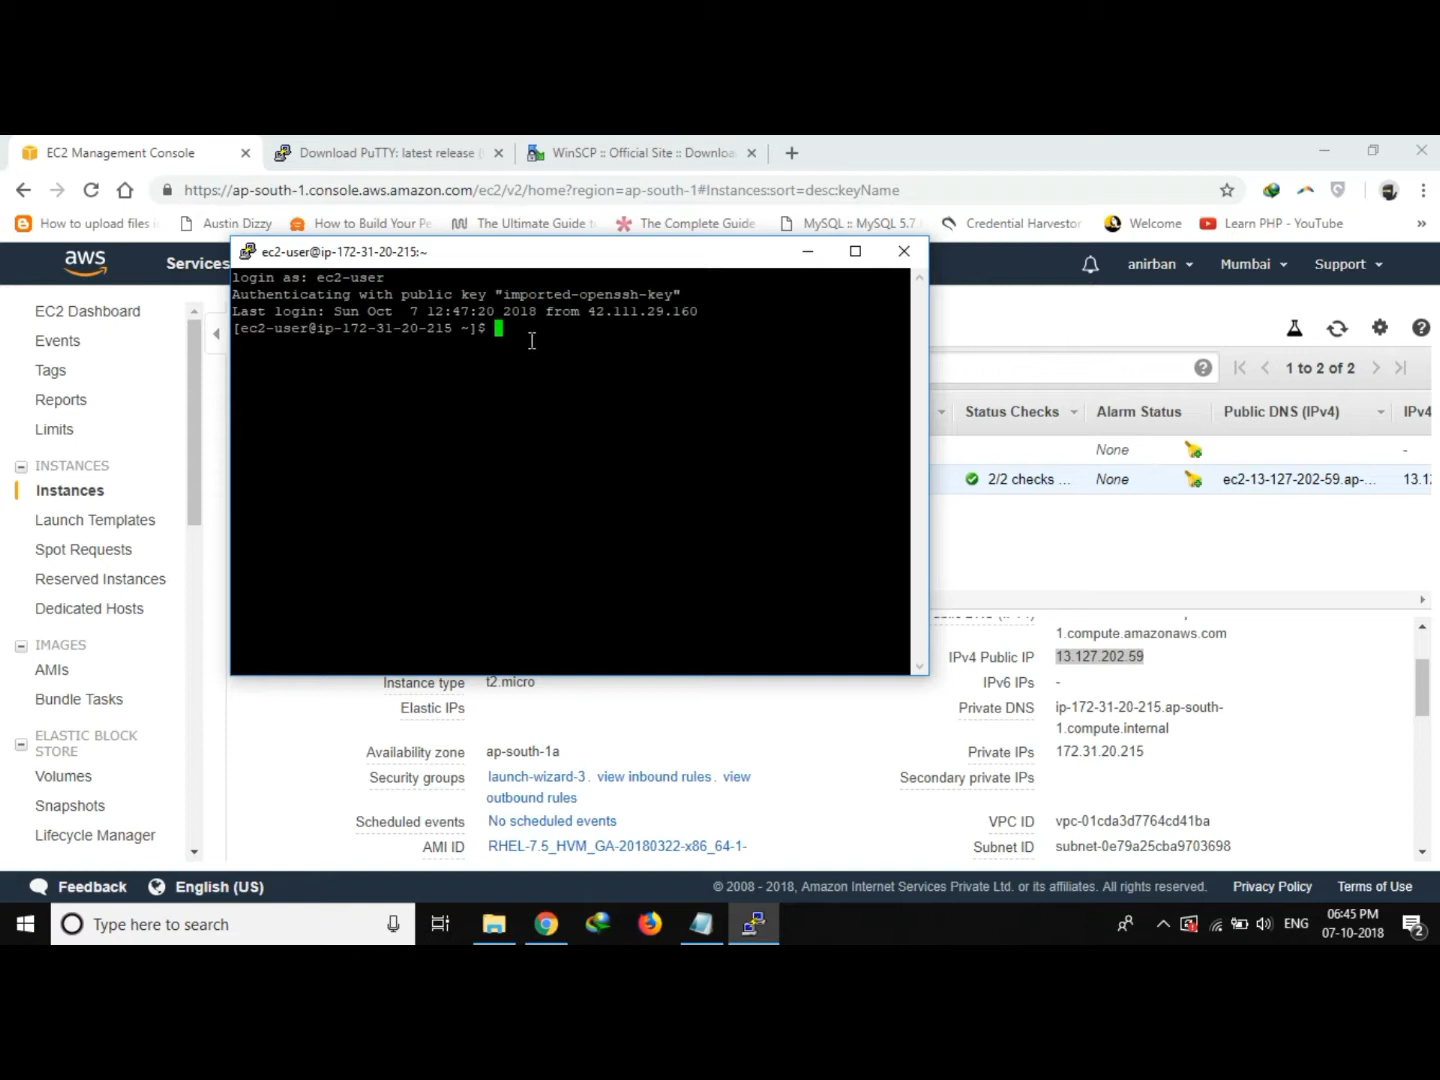 EC2 Management Console
Download PuTTY: latest release
WinSCP :: Official Site :: Downloa
https://ap-south-1.console.aws.amazon.com/ec2/v2/home?region=ap-south-1#Instances:sort=desc:keyName
How to upload files i
Austin Dizzy
How to Build Your Pe
The Ultimate Guide to
The Complete Guide
MySQL :: MySQL 5.7
Credential Harvestor
Welcome
Learn PHP - YouTube
»
aws
Services
anirban
Mumbai
Support
ec2-user@ip-172-31-20-215:~
login as: ec2-user
Authenticating with public key "imported-openssh-key"
Last login: Sun Oct  7 12:47:20 2018 from 42.111.29.160
[ec2-user@ip-172-31-20-215 ~]$
EC2 Dashboard
Events
Tags
Reports
Limits
INSTANCES
Instances
Launch Templates
Spot Requests
Reserved Instances
Dedicated Hosts
IMAGES
AMIs
Bundle Tasks
ELASTIC BLOCK
STORE
Volumes
Snapshots
Lifecycle Manager
1 to 2 of 2
Status Checks
Alarm Status
Public DNS (IPv4)
IPv4
None
-
2/2 checks ...
None
ec2-13-127-202-59.ap-...
13.1
1.compute.amazonaws.com
IPv4 Public IP
13.127.202.59
Instance type
t2.micro
IPv6 IPs
-
Elastic IPs
Private DNS
ip-172-31-20-215.ap-south-
1.compute.internal
Availability zone
ap-south-1a
Private IPs
172.31.20.215
Security groups
launch-wizard-3. view inbound rules. view
outbound rules
Secondary private IPs
Scheduled events
No scheduled events
VPC ID
vpc-01cda3d7764cd41ba
AMI ID
RHEL-7.5_HVM_GA-20180322-x86_64-1-
Subnet ID
subnet-0e79a25cba9703698
Feedback
English (US)
© 2008 - 2018, Amazon Internet Services Private Ltd. or its affiliates. All rights reserved.
Privacy Policy
Terms of Use
Type here to search
ENG
06:45 PM
07-10-2018
2